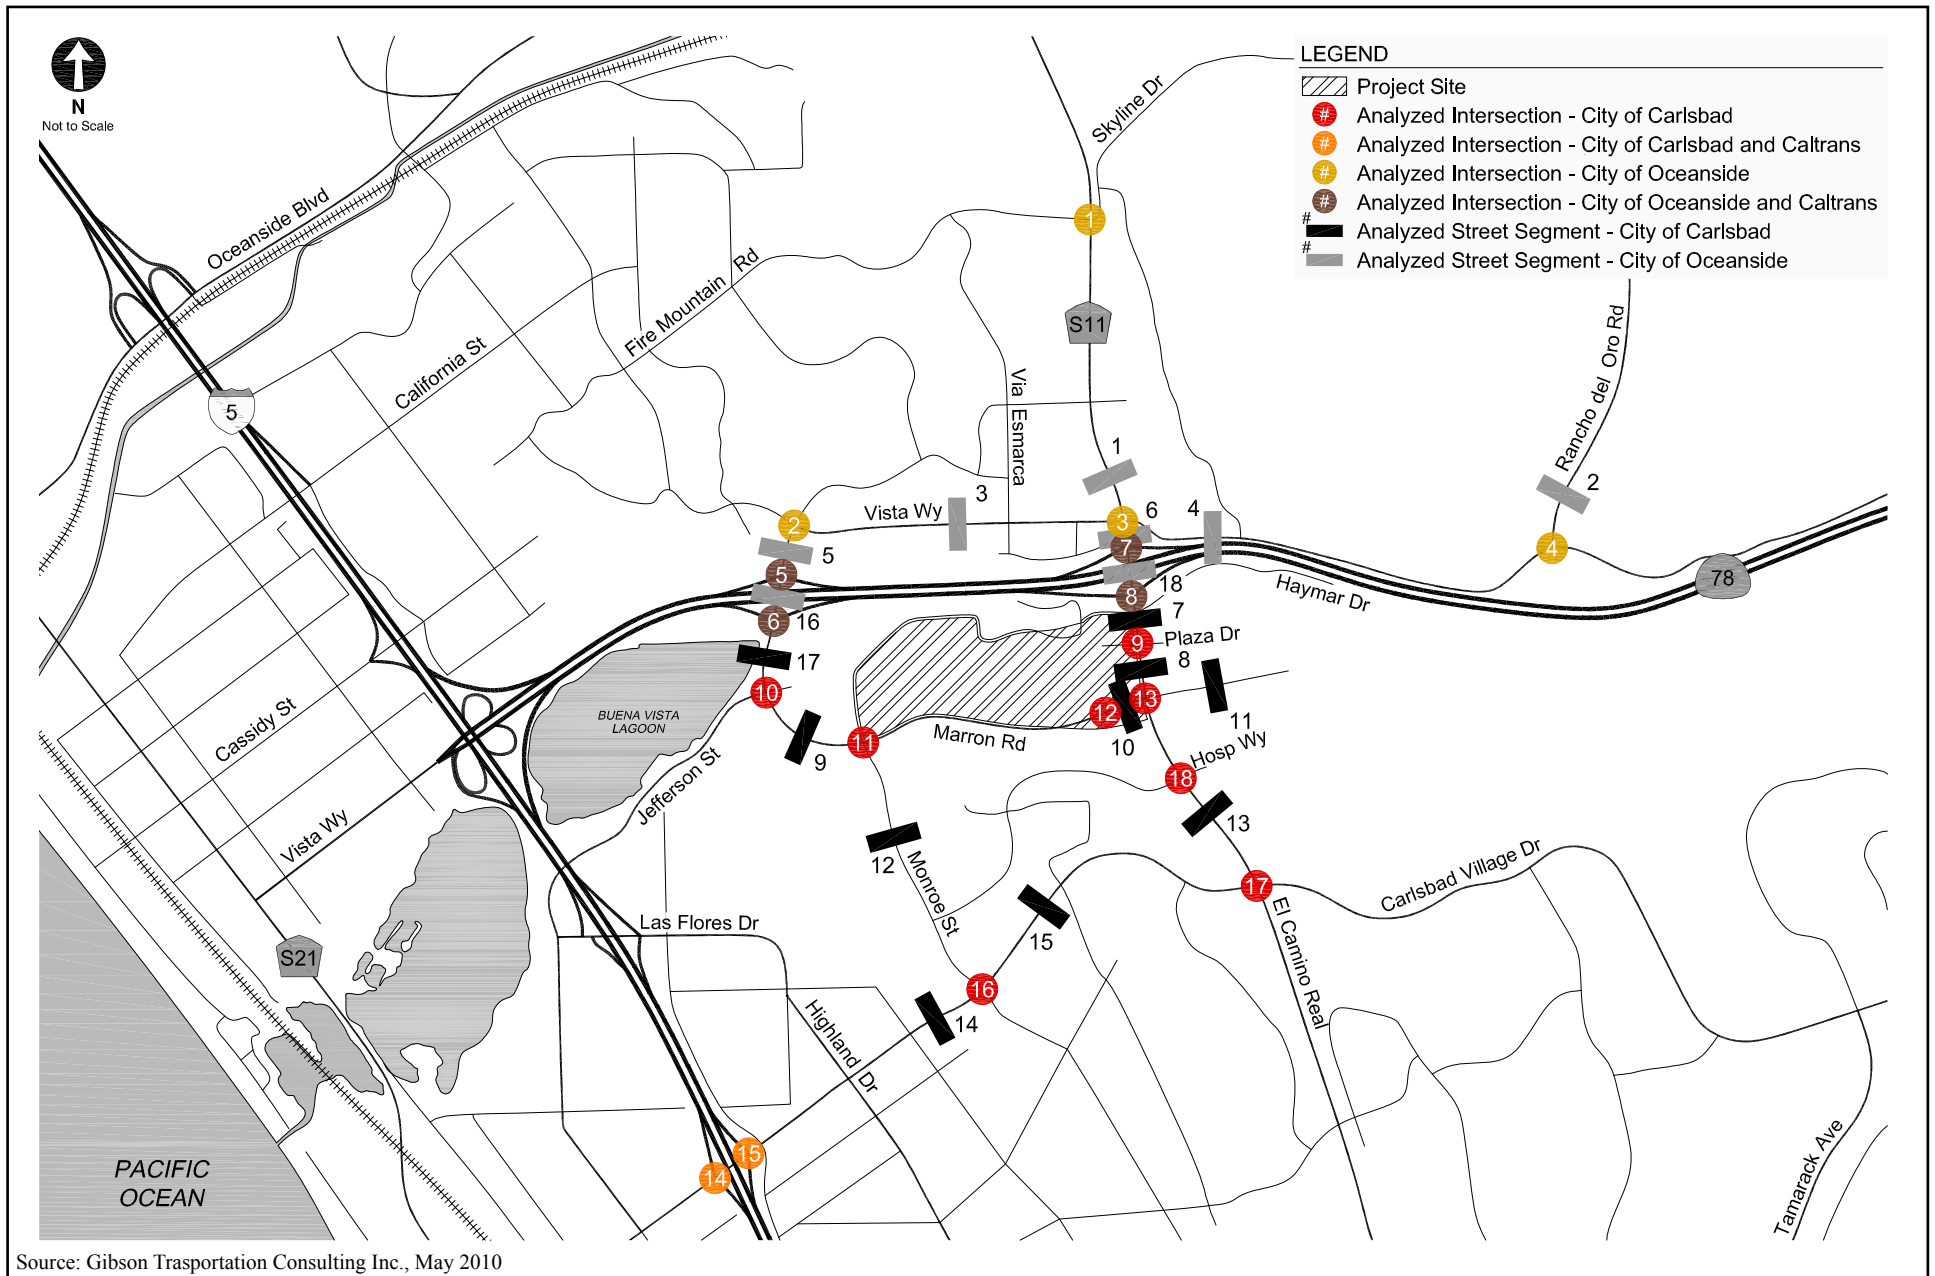 N
Not to Scale
LEGEND
Project Site
# Analyzed Intersection - City of Carlsbad
# Analyzed Intersection - City of Carlsbad and Caltrans
# Analyzed Intersection - City of Oceanside
# Analyzed Intersection - City of Oceanside and Caltrans
# Analyzed Street Segment - City of Carlsbad
# Analyzed Street Segment - City of Oceanside
Skyline Dr
Oceanside Blvd
1
Fire Mountain Rd
S11
California St
Via Esmarca
Rancho del Oro Rd
5
1
3
2
Vista Wy
2
3
6
4
4
5
7
5
78
18
16
8
Haymar Dr
6
7
9
Plaza Dr
17
8
10
BUENA VISTA
LAGOON
12
13
11
10
Cassidy St
11
Marron Rd
9
Hosp Wy
18
Jefferson St
13
Vista Wy
12
Monroe St
Carlsbad Village Dr
17
El Camino Real
Las Flores Dr
15
S21
16
14
Highland Dr
15
14
PACIFIC
OCEAN
Tamarack Ave
Source: Gibson Trasportation Consulting Inc., May 2010